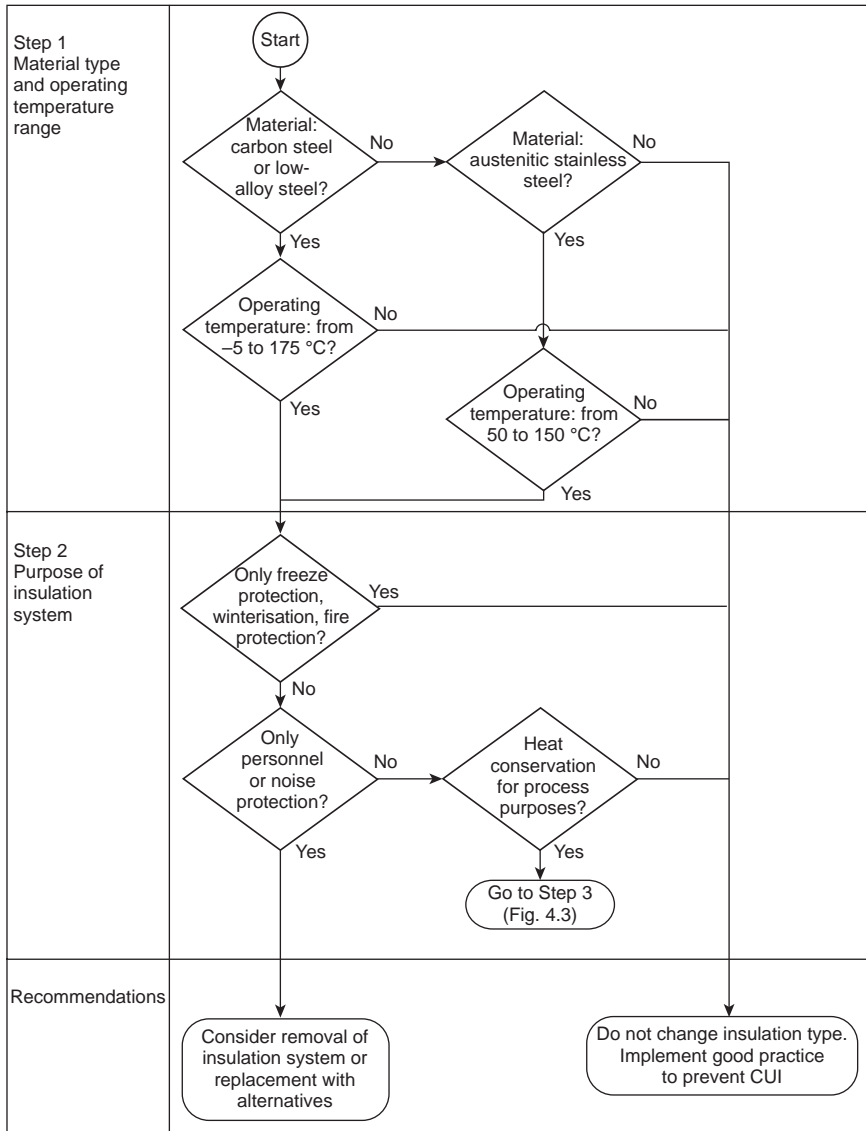 Step 1
Material type
and operating
temperature
range
Start
Material:
carbon steel
or low-
alloy steel?
No
Yes
Material:
austenitic stainless
steel?
No
Yes
Operating
temperature: from
–5 to 175 °C?
No
Yes
Operating
temperature: from
50 to 150 °C?
No
Yes
Step 2
Purpose of
insulation
system
Only freeze
protection,
winterisation, fire
protection?
Yes
No
Only
personnel
or noise
protection?
No
Yes
Heat
conservation
for process
purposes?
No
Yes
Go to Step 3
(Fig. 4.3)
Recommendations
Consider removal of
insulation system or
replacement with
alternatives
Do not change insulation type.
Implement good practice
to prevent CUI